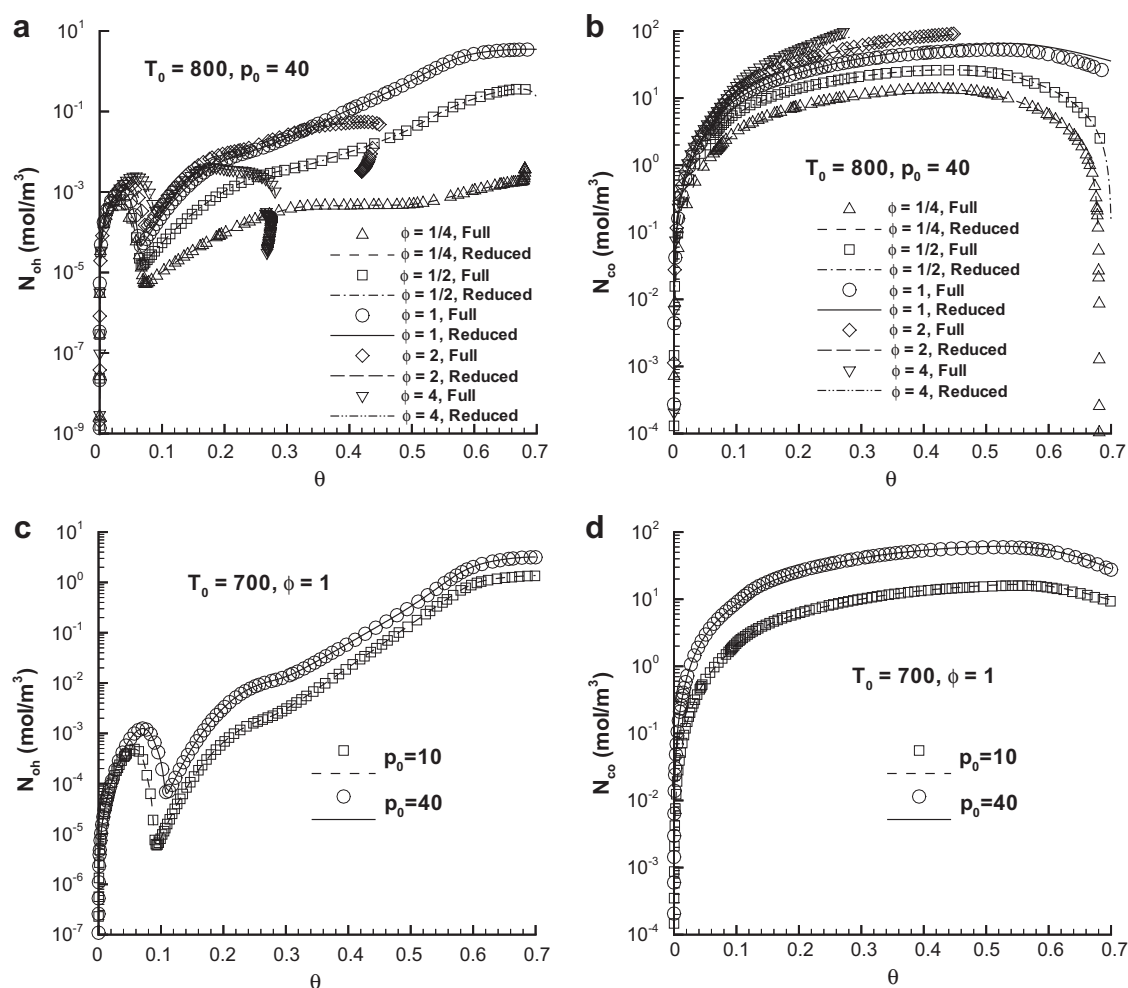 a
T₀ = 800, p₀ = 40
N_oh (mol/m³)
10¹
10⁻¹
10⁻³
10⁻⁵
10⁻⁷
10⁻⁹
ϕ = 1/4, Full
ϕ = 1/4, Reduced
ϕ = 1/2, Full
ϕ = 1/2, Reduced
ϕ = 1, Full
ϕ = 1, Reduced
ϕ = 2, Full
ϕ = 2, Reduced
ϕ = 4, Full
ϕ = 4, Reduced
0 0.1 0.2 0.3 0.4 0.5 0.6 0.7
θ
b
N_co (mol/m³)
10²
10¹
10⁰
10⁻¹
10⁻²
10⁻³
10⁻⁴
T₀ = 800, p₀ = 40
ϕ = 1/4, Full
ϕ = 1/4, Reduced
ϕ = 1/2, Full
ϕ = 1/2, Reduced
ϕ = 1, Full
ϕ = 1, Reduced
ϕ = 2, Full
ϕ = 2, Reduced
ϕ = 4, Full
ϕ = 4, Reduced
0 0.1 0.2 0.3 0.4 0.5 0.6 0.7
θ
c
T₀ = 700, ϕ = 1
N_oh (mol/m³)
10¹
10⁰
10⁻¹
10⁻²
10⁻³
10⁻⁴
10⁻⁵
10⁻⁶
10⁻⁷
p₀=10
p₀=40
0 0.1 0.2 0.3 0.4 0.5 0.6 0.7
θ
d
N_co (mol/m³)
10²
10¹
10⁰
10⁻¹
10⁻²
10⁻³
10⁻⁴
T₀ = 700, ϕ = 1
p₀=10
p₀=40
0 0.1 0.2 0.3 0.4 0.5 0.6 0.7
θ